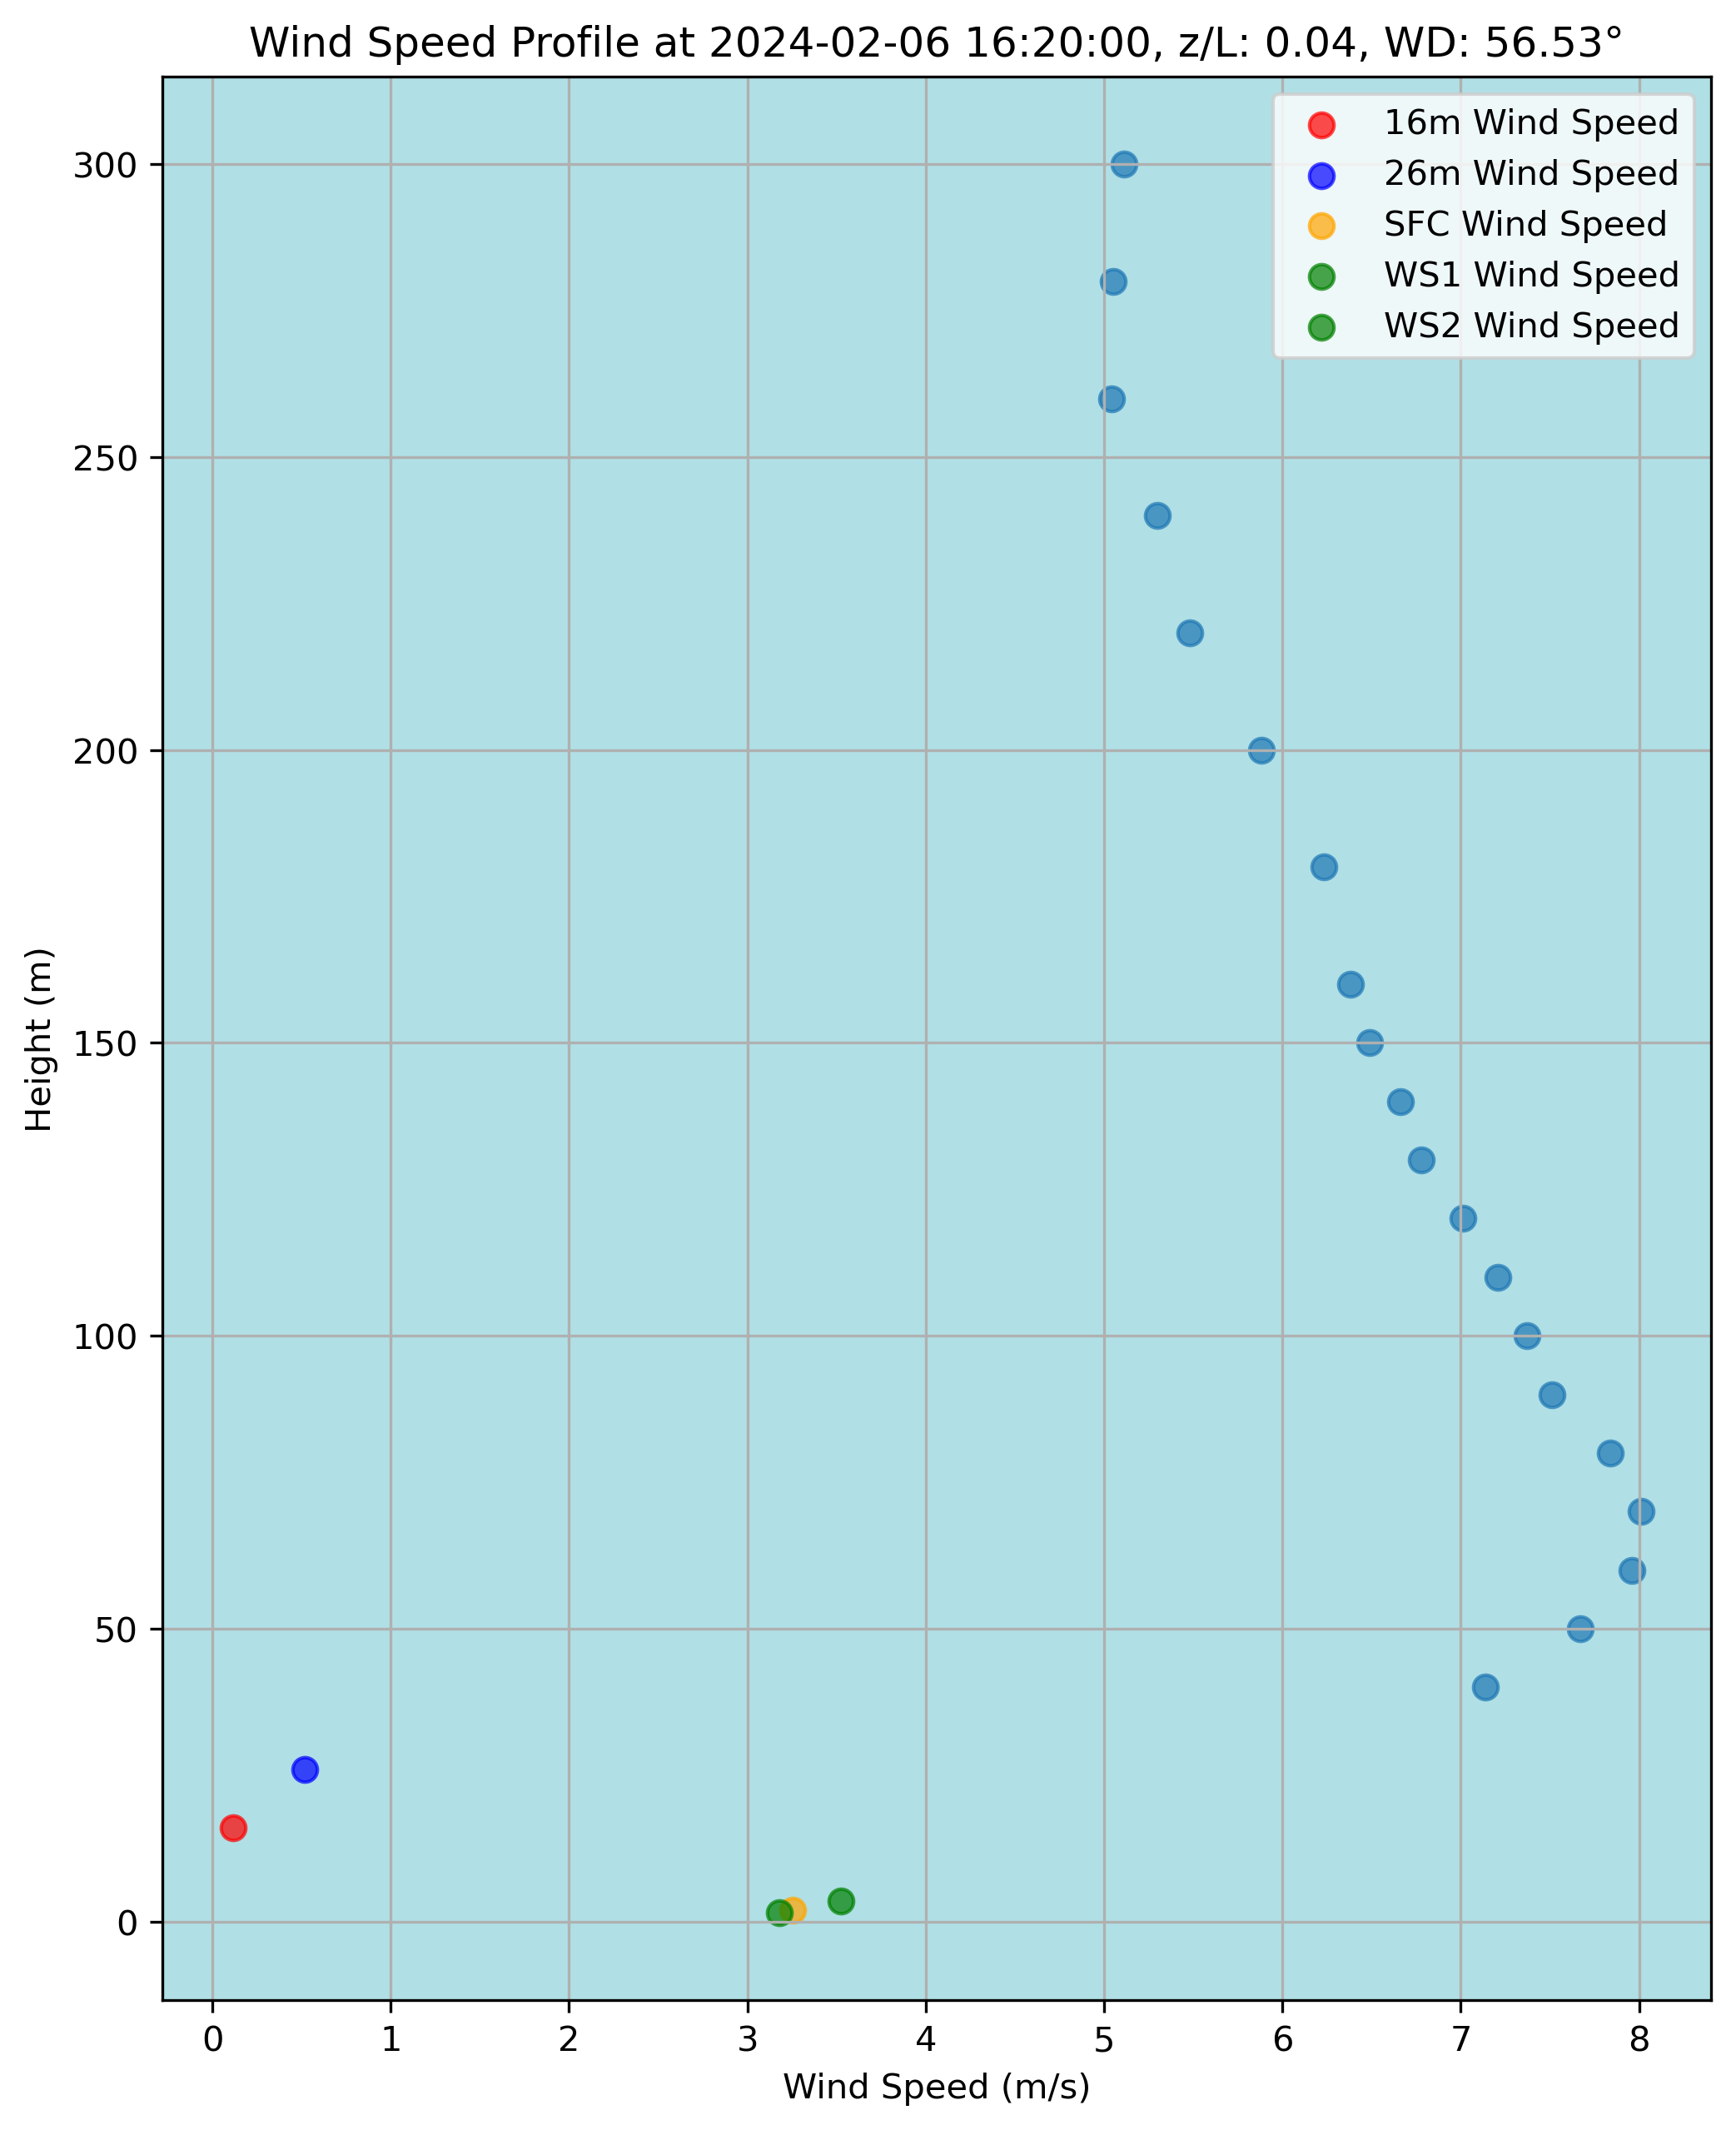 Wind Speed Profile at 2024-02-06 16:20:00, z/L: 0.04, WD: 56.53°
16m Wind Speed
26m Wind Speed
SFC Wind Speed
WS1 Wind Speed
WS2 Wind Speed
Height (m)
300
250
200
150
100
50
0
0 1 2 3 4 5 6 7 8
Wind Speed (m/s)